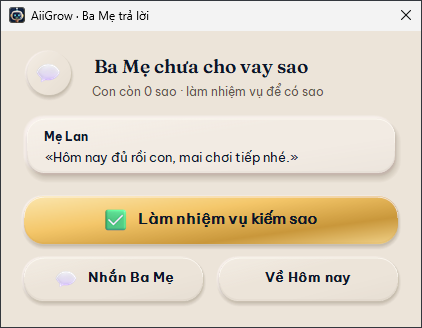 AiiGrow · Ba Mẹ trả lời
Ba Mẹ chưa cho vay sao
Con còn 0 sao · làm nhiệm vụ để có sao
Mẹ Lan
«Hôm nay đủ rồi con, mai chơi tiếp nhé.»
Làm nhiệm vụ kiếm sao
Nhắn Ba Mẹ
Về Hôm nay